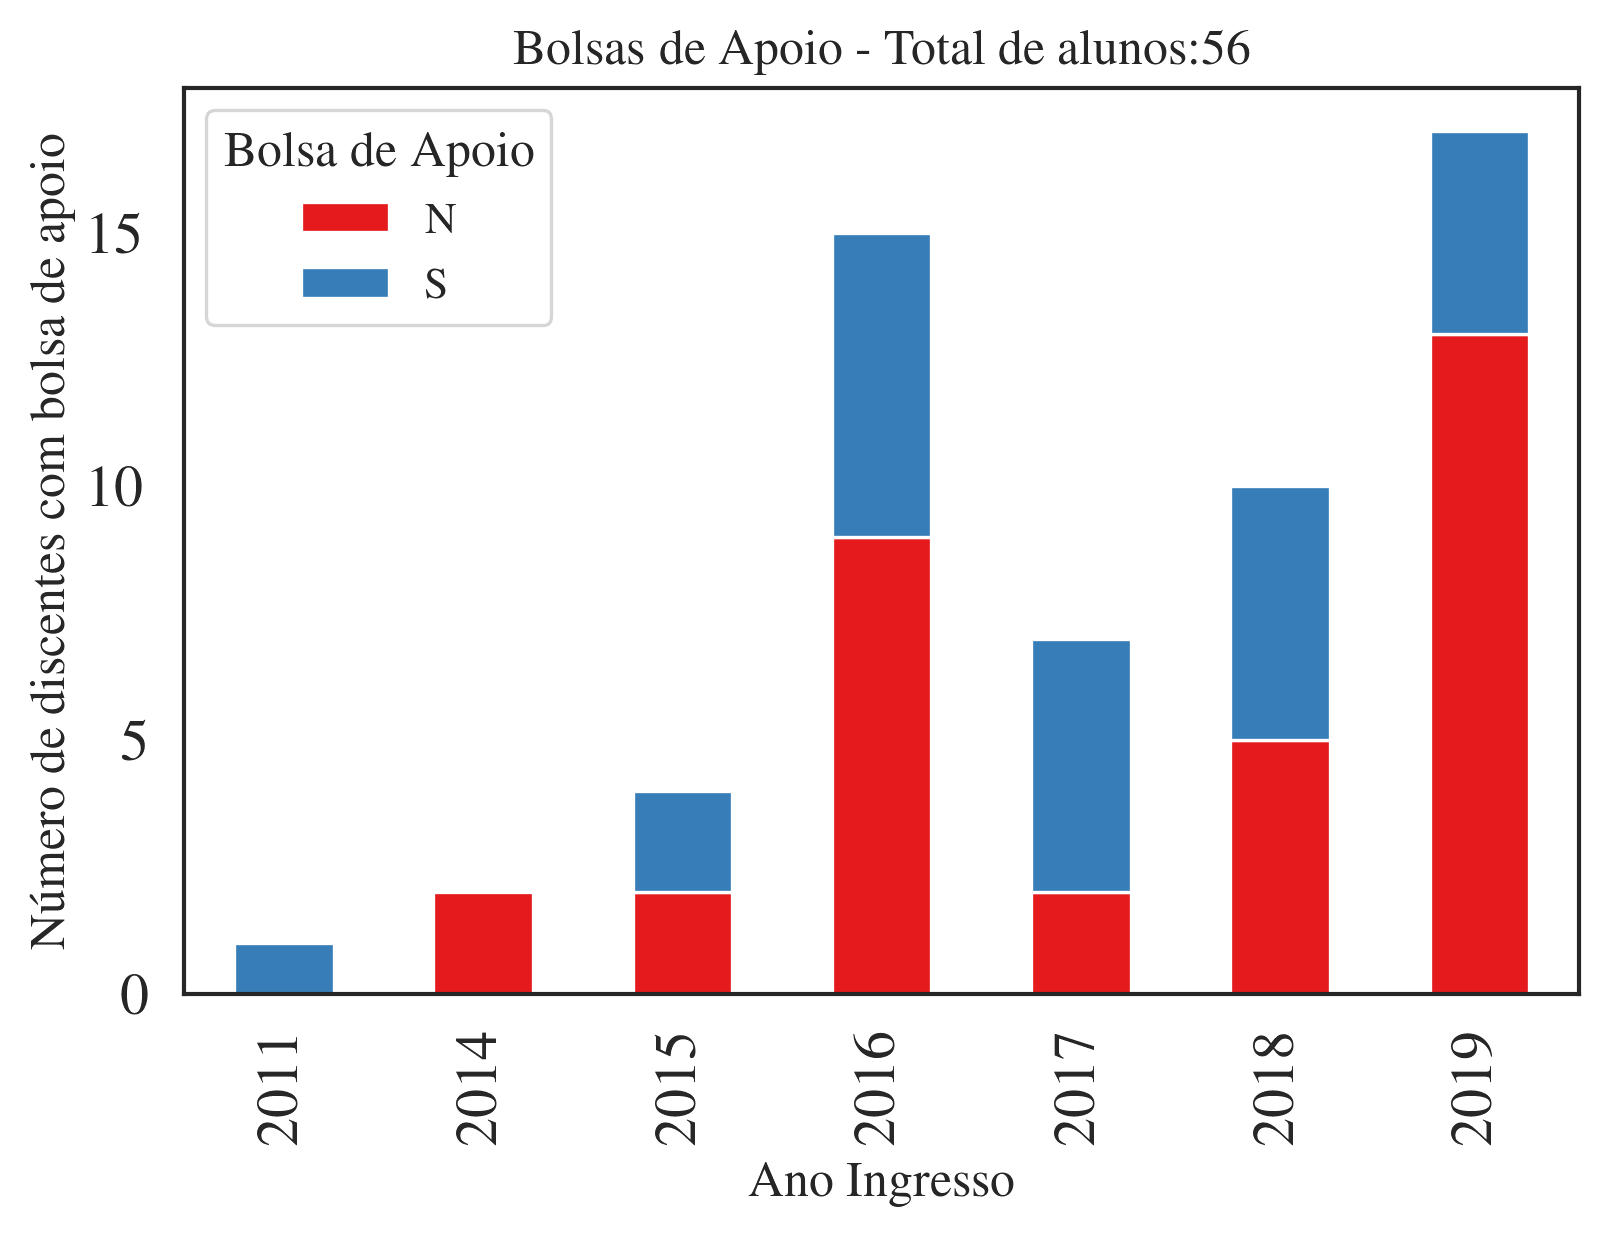 Bolsas de Apoio - Total de alunos:56
Número de discentes com bolsa de apoio
Bolsa de Apoio
N
S
15
10
5
0
2011
2014
2015
2016
2017
2018
2019
Ano Ingresso